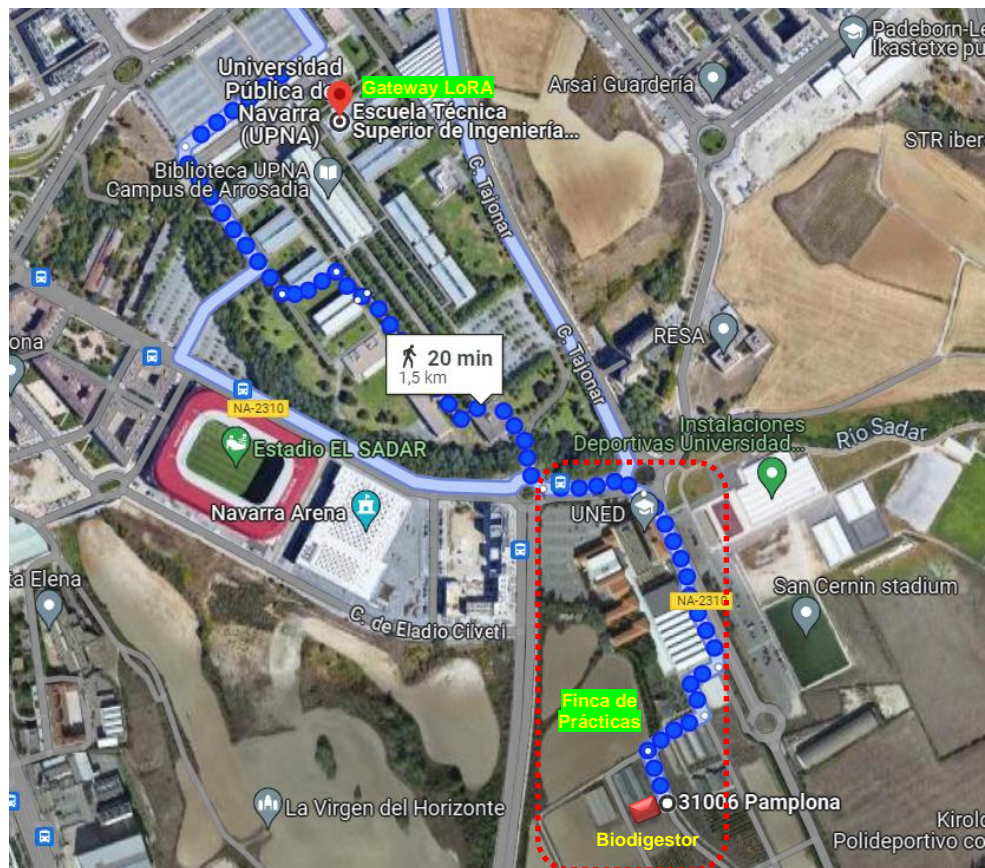 Padeborn-Le
Ikastetxe pu
Universidad
Pública de
Navarra
(UPNA)
Gateway LoRA
Escuela Técnica
Superior de Ingeniería...
Arsai Guardería
STR iber
Biblioteca UPNA
Campus de Arrosadia
C. Tajonar
ona
RESA
20 min
1,5 km
C. Tajonar
NA-2310
Instalaciones
Deportivas Universidad...
Río Sadar
Estadio EL SADAR
Navarra Arena
UNED
ta Elena
San Cernin stadium
NA-2310
C. de Eladio Cilveti
Finca de
Prácticas
La Virgen del Horizonte
31006 Pamplona
Biodigestor
Kirolo
Polideportivo co